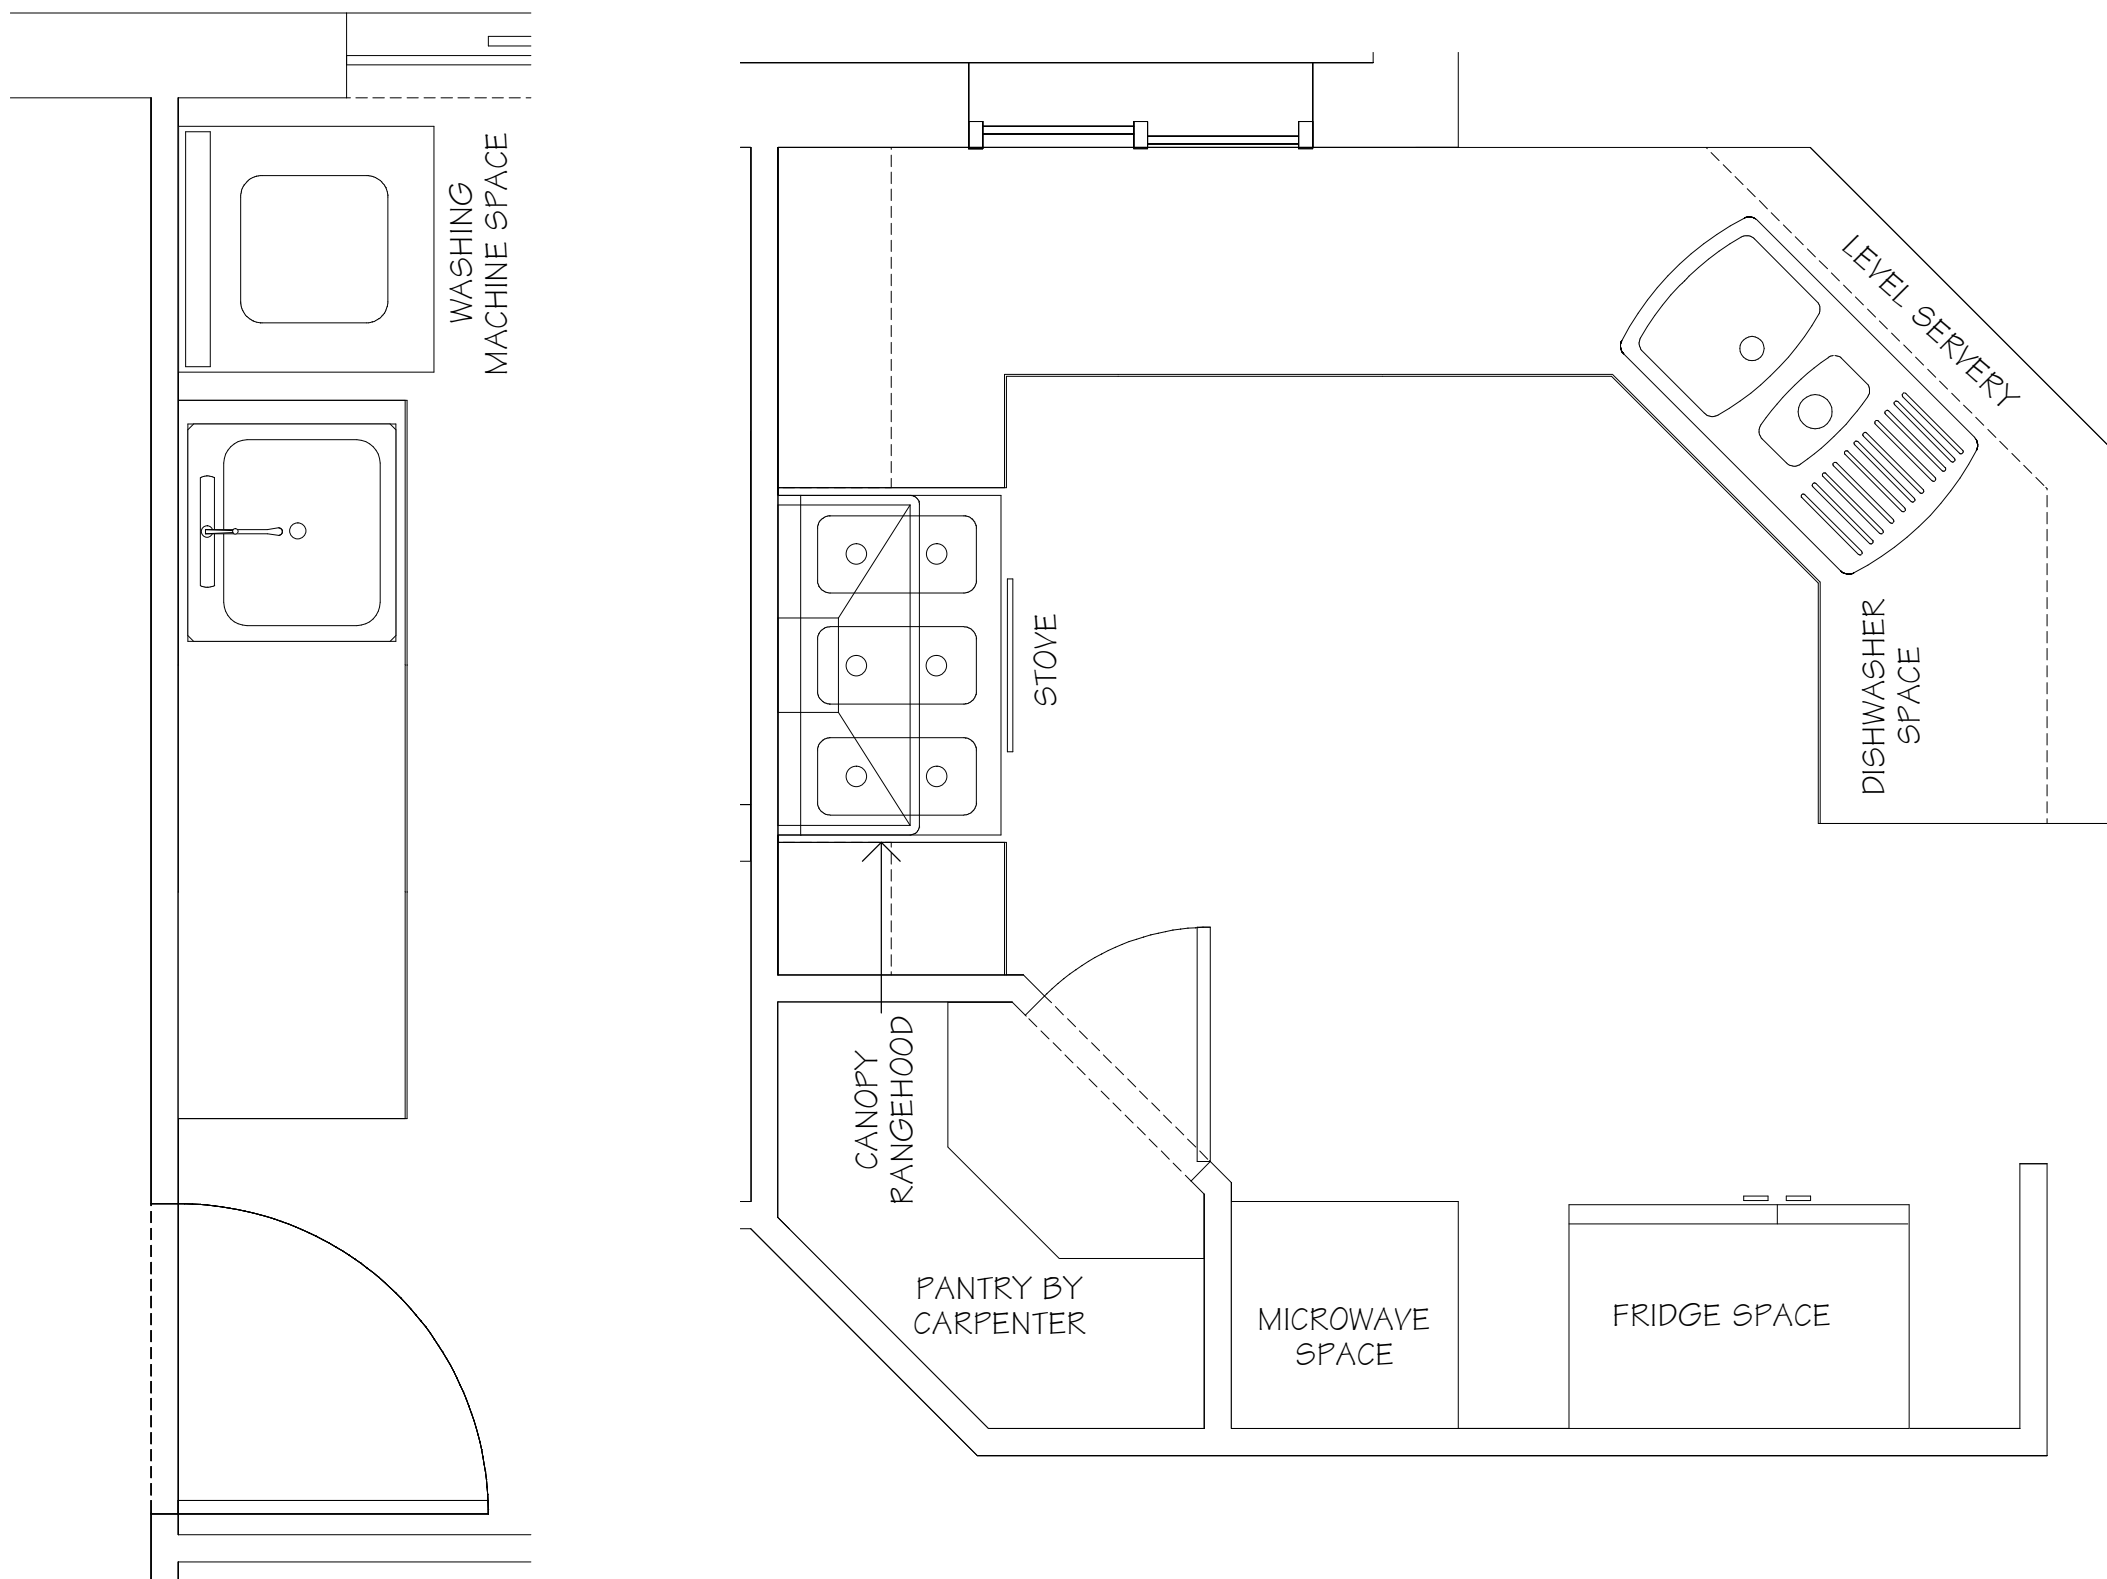 WASHING
MACHINE SPACE
LEVEL SERVERY
STOVE
DISHWASHER
SPACE
CANOPY
RANGEHOOD
PANTRY BY
CARPENTER
MICROWAVE
SPACE
FRIDGE SPACE